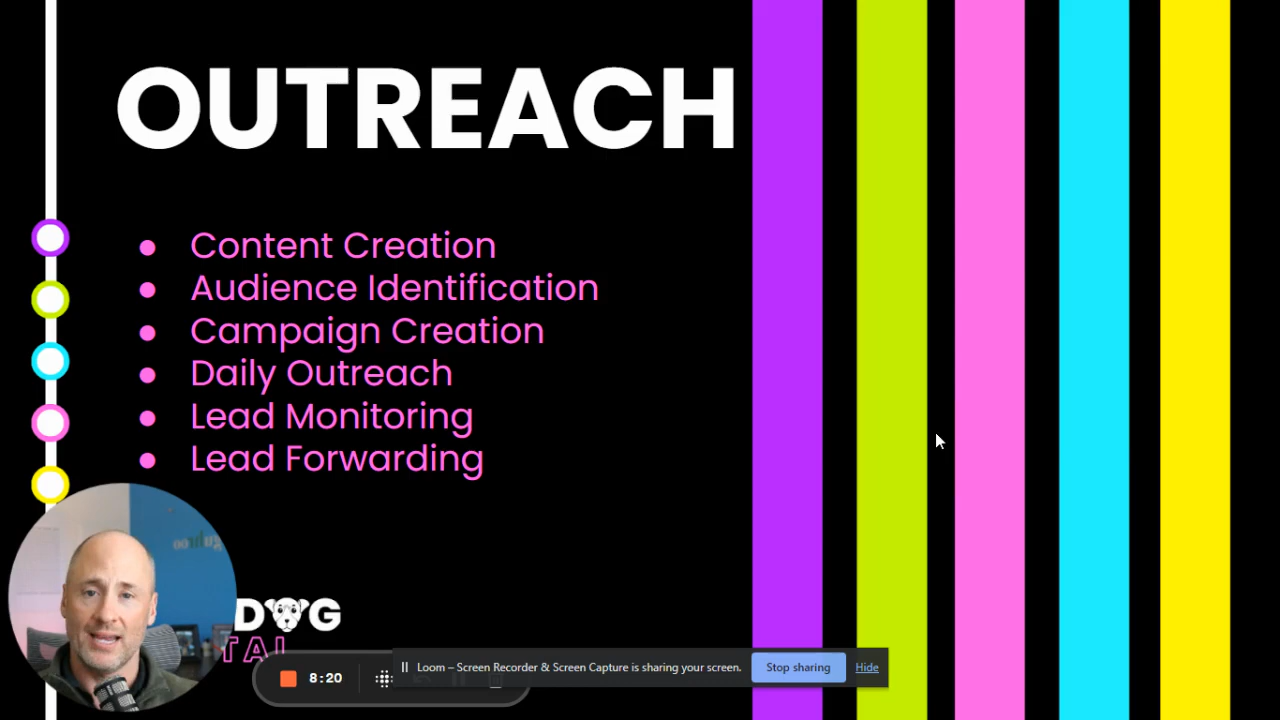 OUTREACH
● Content Creation
● Audience Identification
● Campaign Creation
● Daily Outreach
● Lead Monitoring
● Lead Forwarding
8:20
Loom – Screen Recorder & Screen Capture is sharing your screen.
Stop sharing
Hide